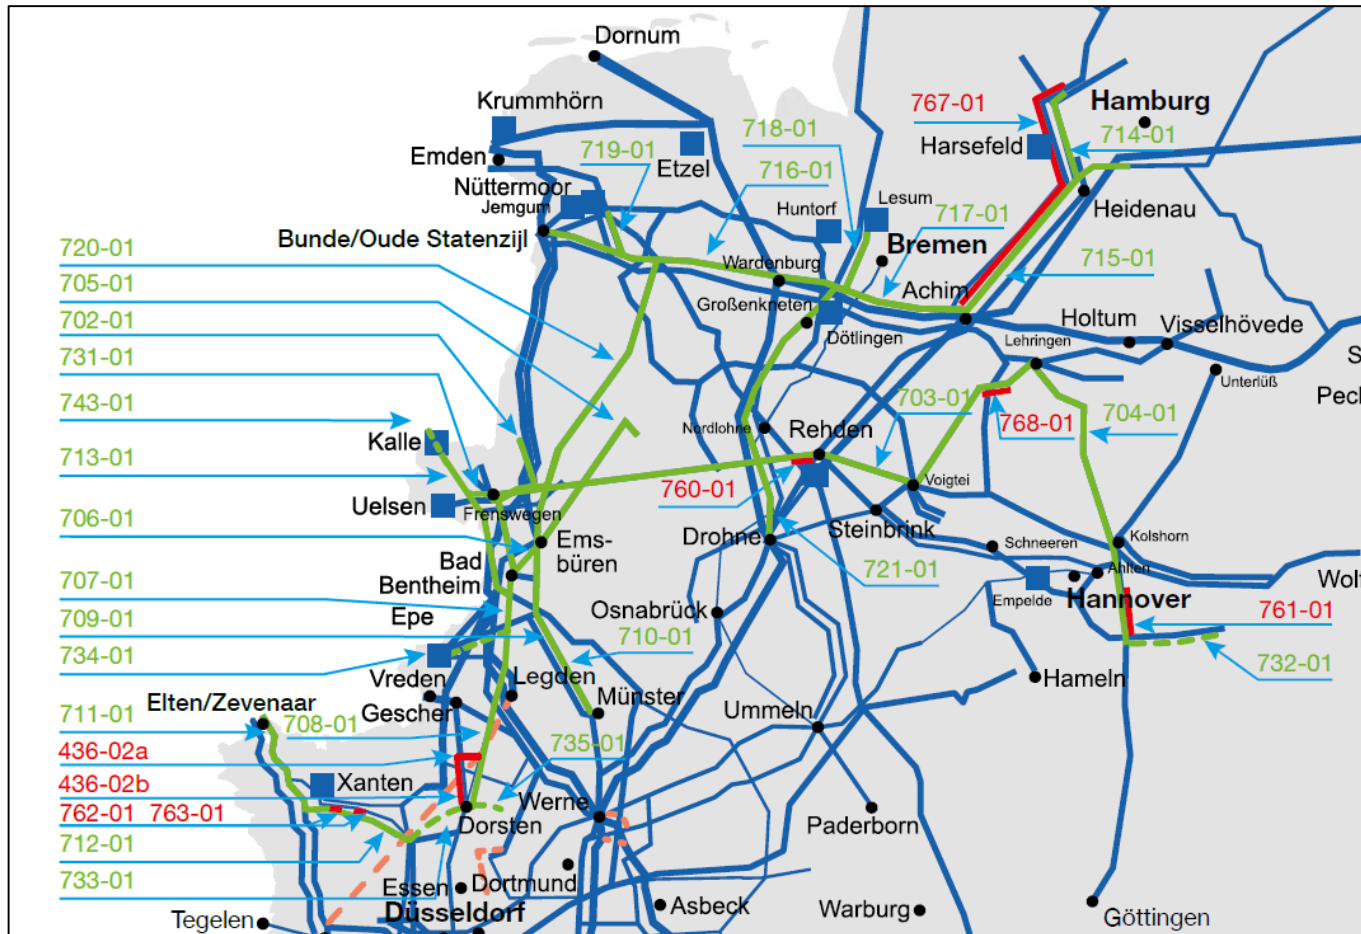 Dornum
Krummhörn
767-01
Hamburg
718-01
714-01
Emden
719-01
Harsefeld
Etzel
716-01
Nüttermoor
Jemgum
Huntorf
Lesum
717-01
Heidenau
720-01
Bunde/Oude Statenzijl
Bremen
Wardenburg
715-01
705-01
Achim
Großenkneten
702-01
Holtum
Visselhövede
Dötlingen
Lehringen
731-01
S
Unterlüß
743-01
703-01
Pecl
Kalle
Nordlohne
Rehden
768-01
704-01
713-01
760-01
Voigtei
Uelsen
Frenswegen
706-01
Steinbrink
Drohne
Ems-
büren
Schneeren
Kolshorn
Bad
Bentheim
721-01
Ahlten
Wolf
707-01
Empelde
Hannover
Osnabrück
Epe
761-01
709-01
710-01
734-01
732-01
Vreden
Legden
Hameln
Elten/Zevenaar
Münster
Gescher
Ummeln
711-01
708-01
735-01
436-02a
436-02b
Xanten
Werne
762-01 763-01
Dorsten
Paderborn
712-01
733-01
Essen
Dortmund
Düsseldorf
Asbeck
Warburg
Göttingen
Tegelen